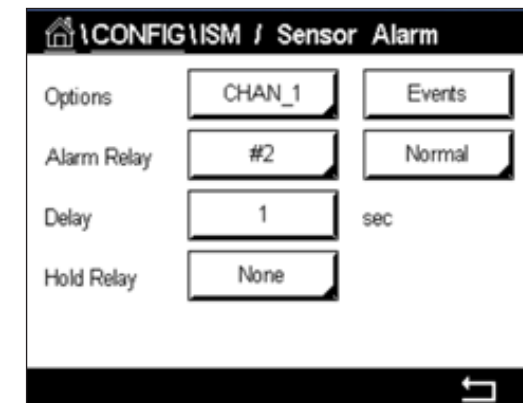 \CONFIG\ISM / Sensor Alarm
Options CHAN_1 Events
Alarm Relay #2 Normal
Delay 1 sec
Hold Relay None